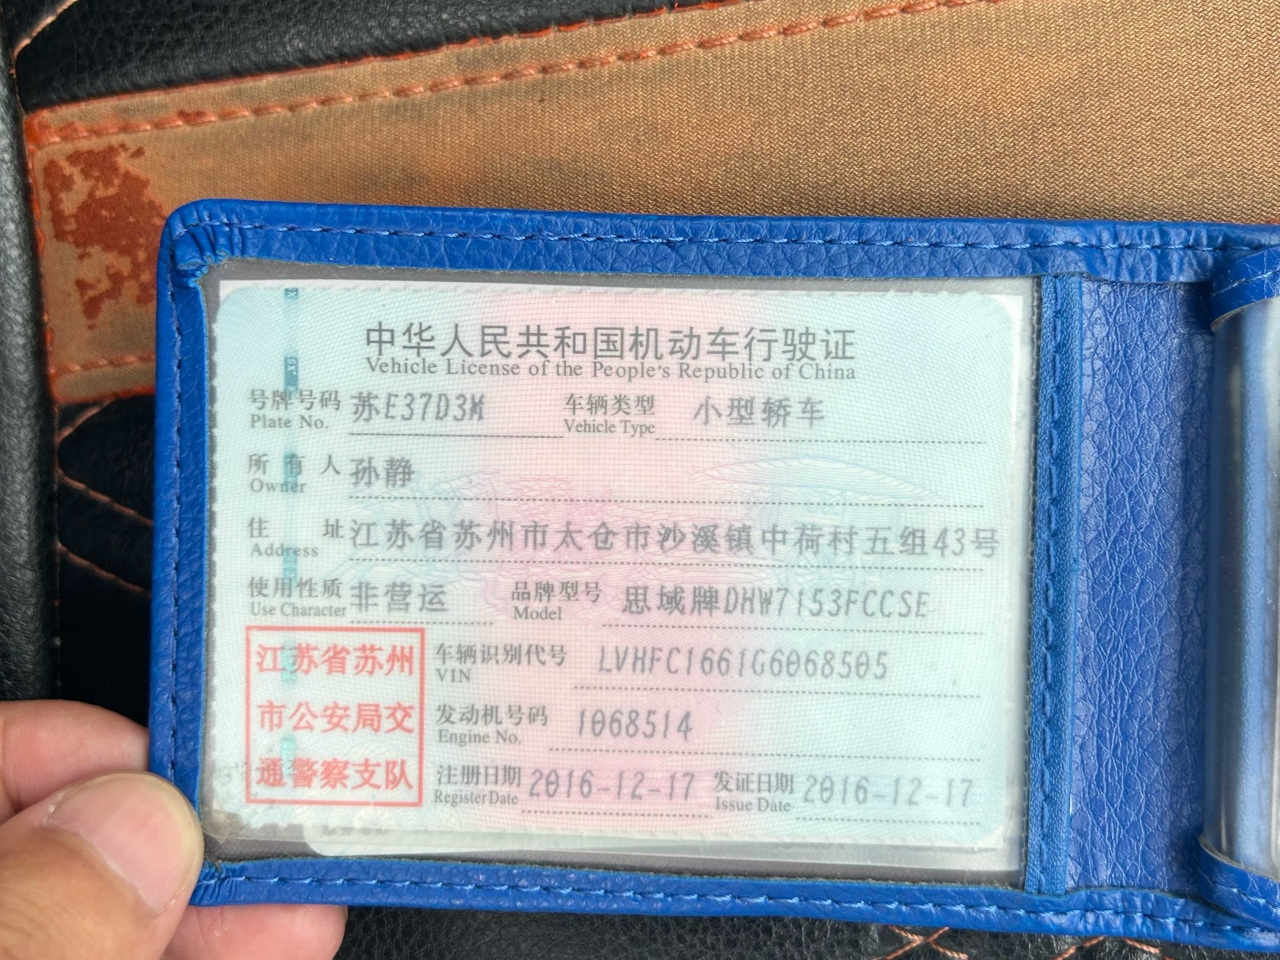 中华人民共和国机动车行驶证
Vehicle License of the People's Republic of China
号牌号码 苏E37D3M 车辆类型 小型轿车
Plate No. Vehicle Type
所有人 孙静
Owner
住址 江苏省苏州市太仓市沙溪镇中荷村五组43号
Address
使用性质 非营运 品牌型号 思域牌DHW7153FCCSE
Use Character Model
江苏省苏州
市公安局交
通警察支队
车辆识别代号 LVHFC1661G6068505
VIN
发动机号码 1068514
Engine No.
注册日期 2016-12-17 发证日期 2016-12-17
Register Date Issue Date